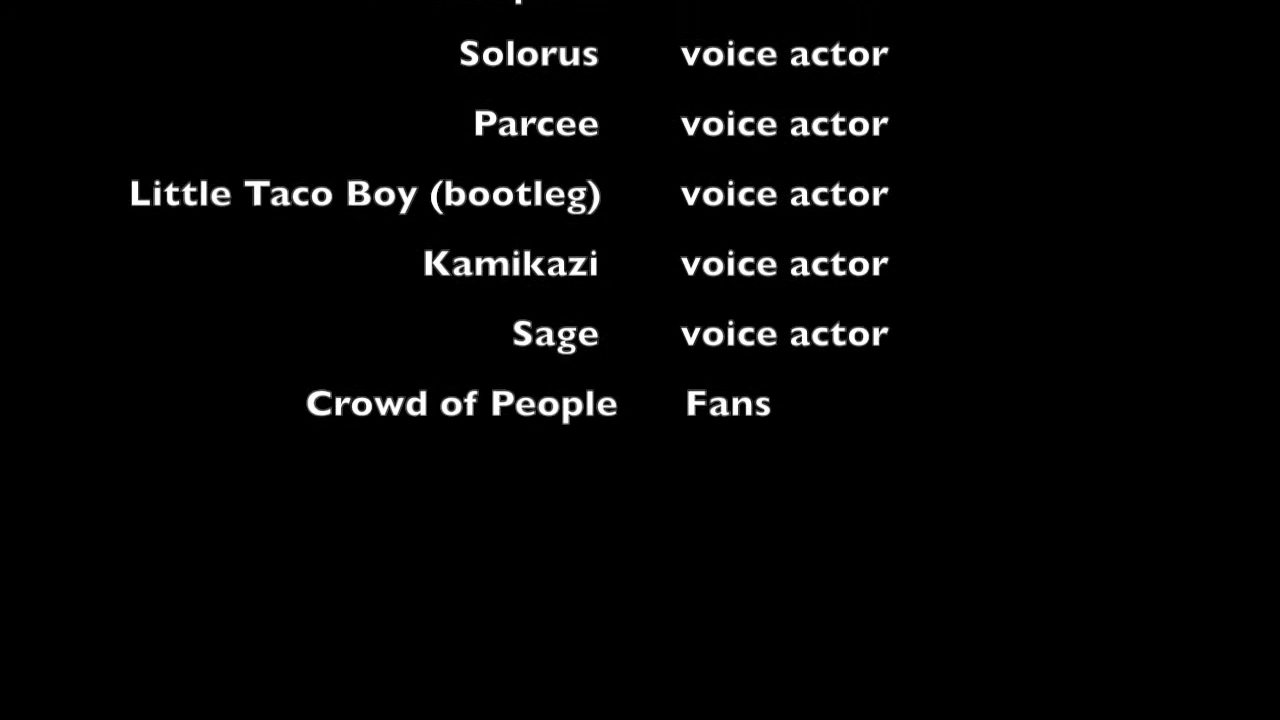 Solorus voice actor
Parcee voice actor
Little Taco Boy (bootleg) voice actor
Kamikazi voice actor
Sage voice actor
Crowd of People Fans